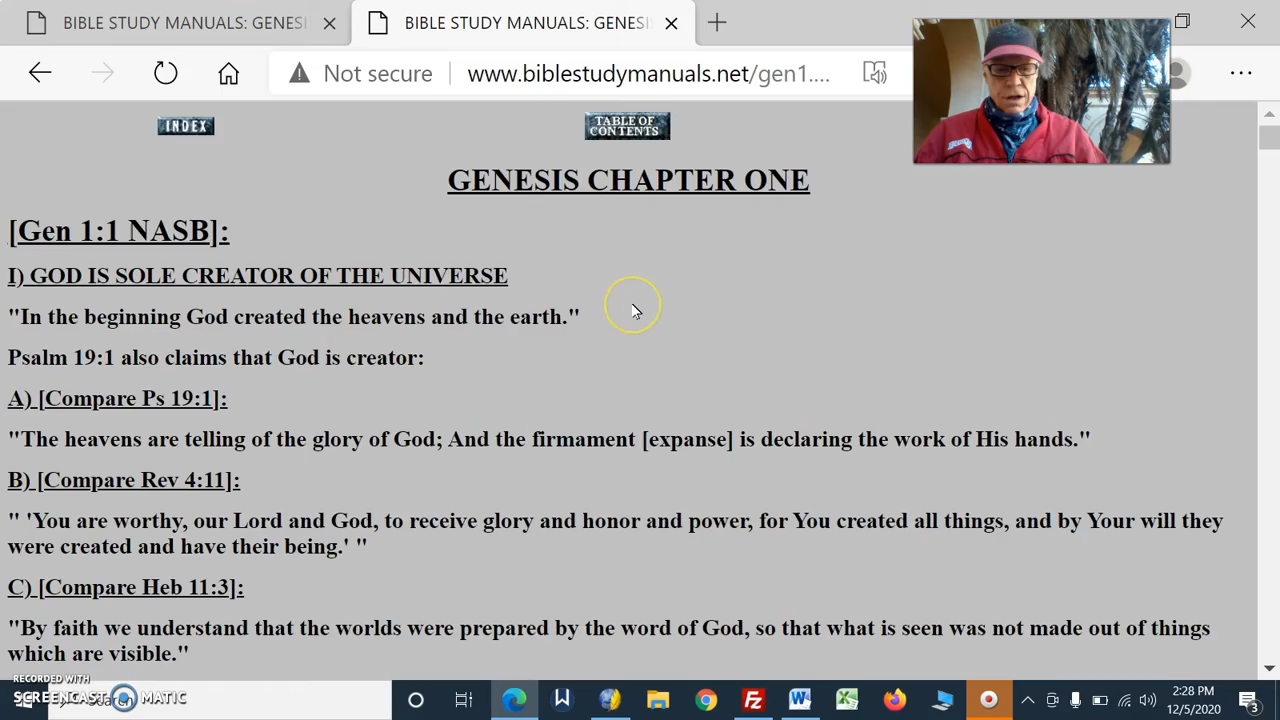 BIBLE STUDY MANUALS: GENESI
BIBLE STUDY MANUALS: GENESI
Not secure
www.biblestudymanuals.net/gen1....
INDEX
TABLE OF
CONTENTS
GENESIS CHAPTER ONE
[Gen 1:1 NASB]:
I) GOD IS SOLE CREATOR OF THE UNIVERSE
"In the beginning God created the heavens and the earth."
Psalm 19:1 also claims that God is creator:
A) [Compare Ps 19:1]:
"The heavens are telling of the glory of God; And the firmament [expanse] is declaring the work of His hands."
B) [Compare Rev 4:11]:
" 'You are worthy, our Lord and God, to receive glory and honor and power, for You created all things, and by Your will they
were created and have their being.' "
C) [Compare Heb 11:3]:
"By faith we understand that the worlds were prepared by the word of God, so that what is seen was not made out of things
which are visible."
RECORDED WITH
SCREENCAST MATIC
2:28 PM
12/5/2020
3